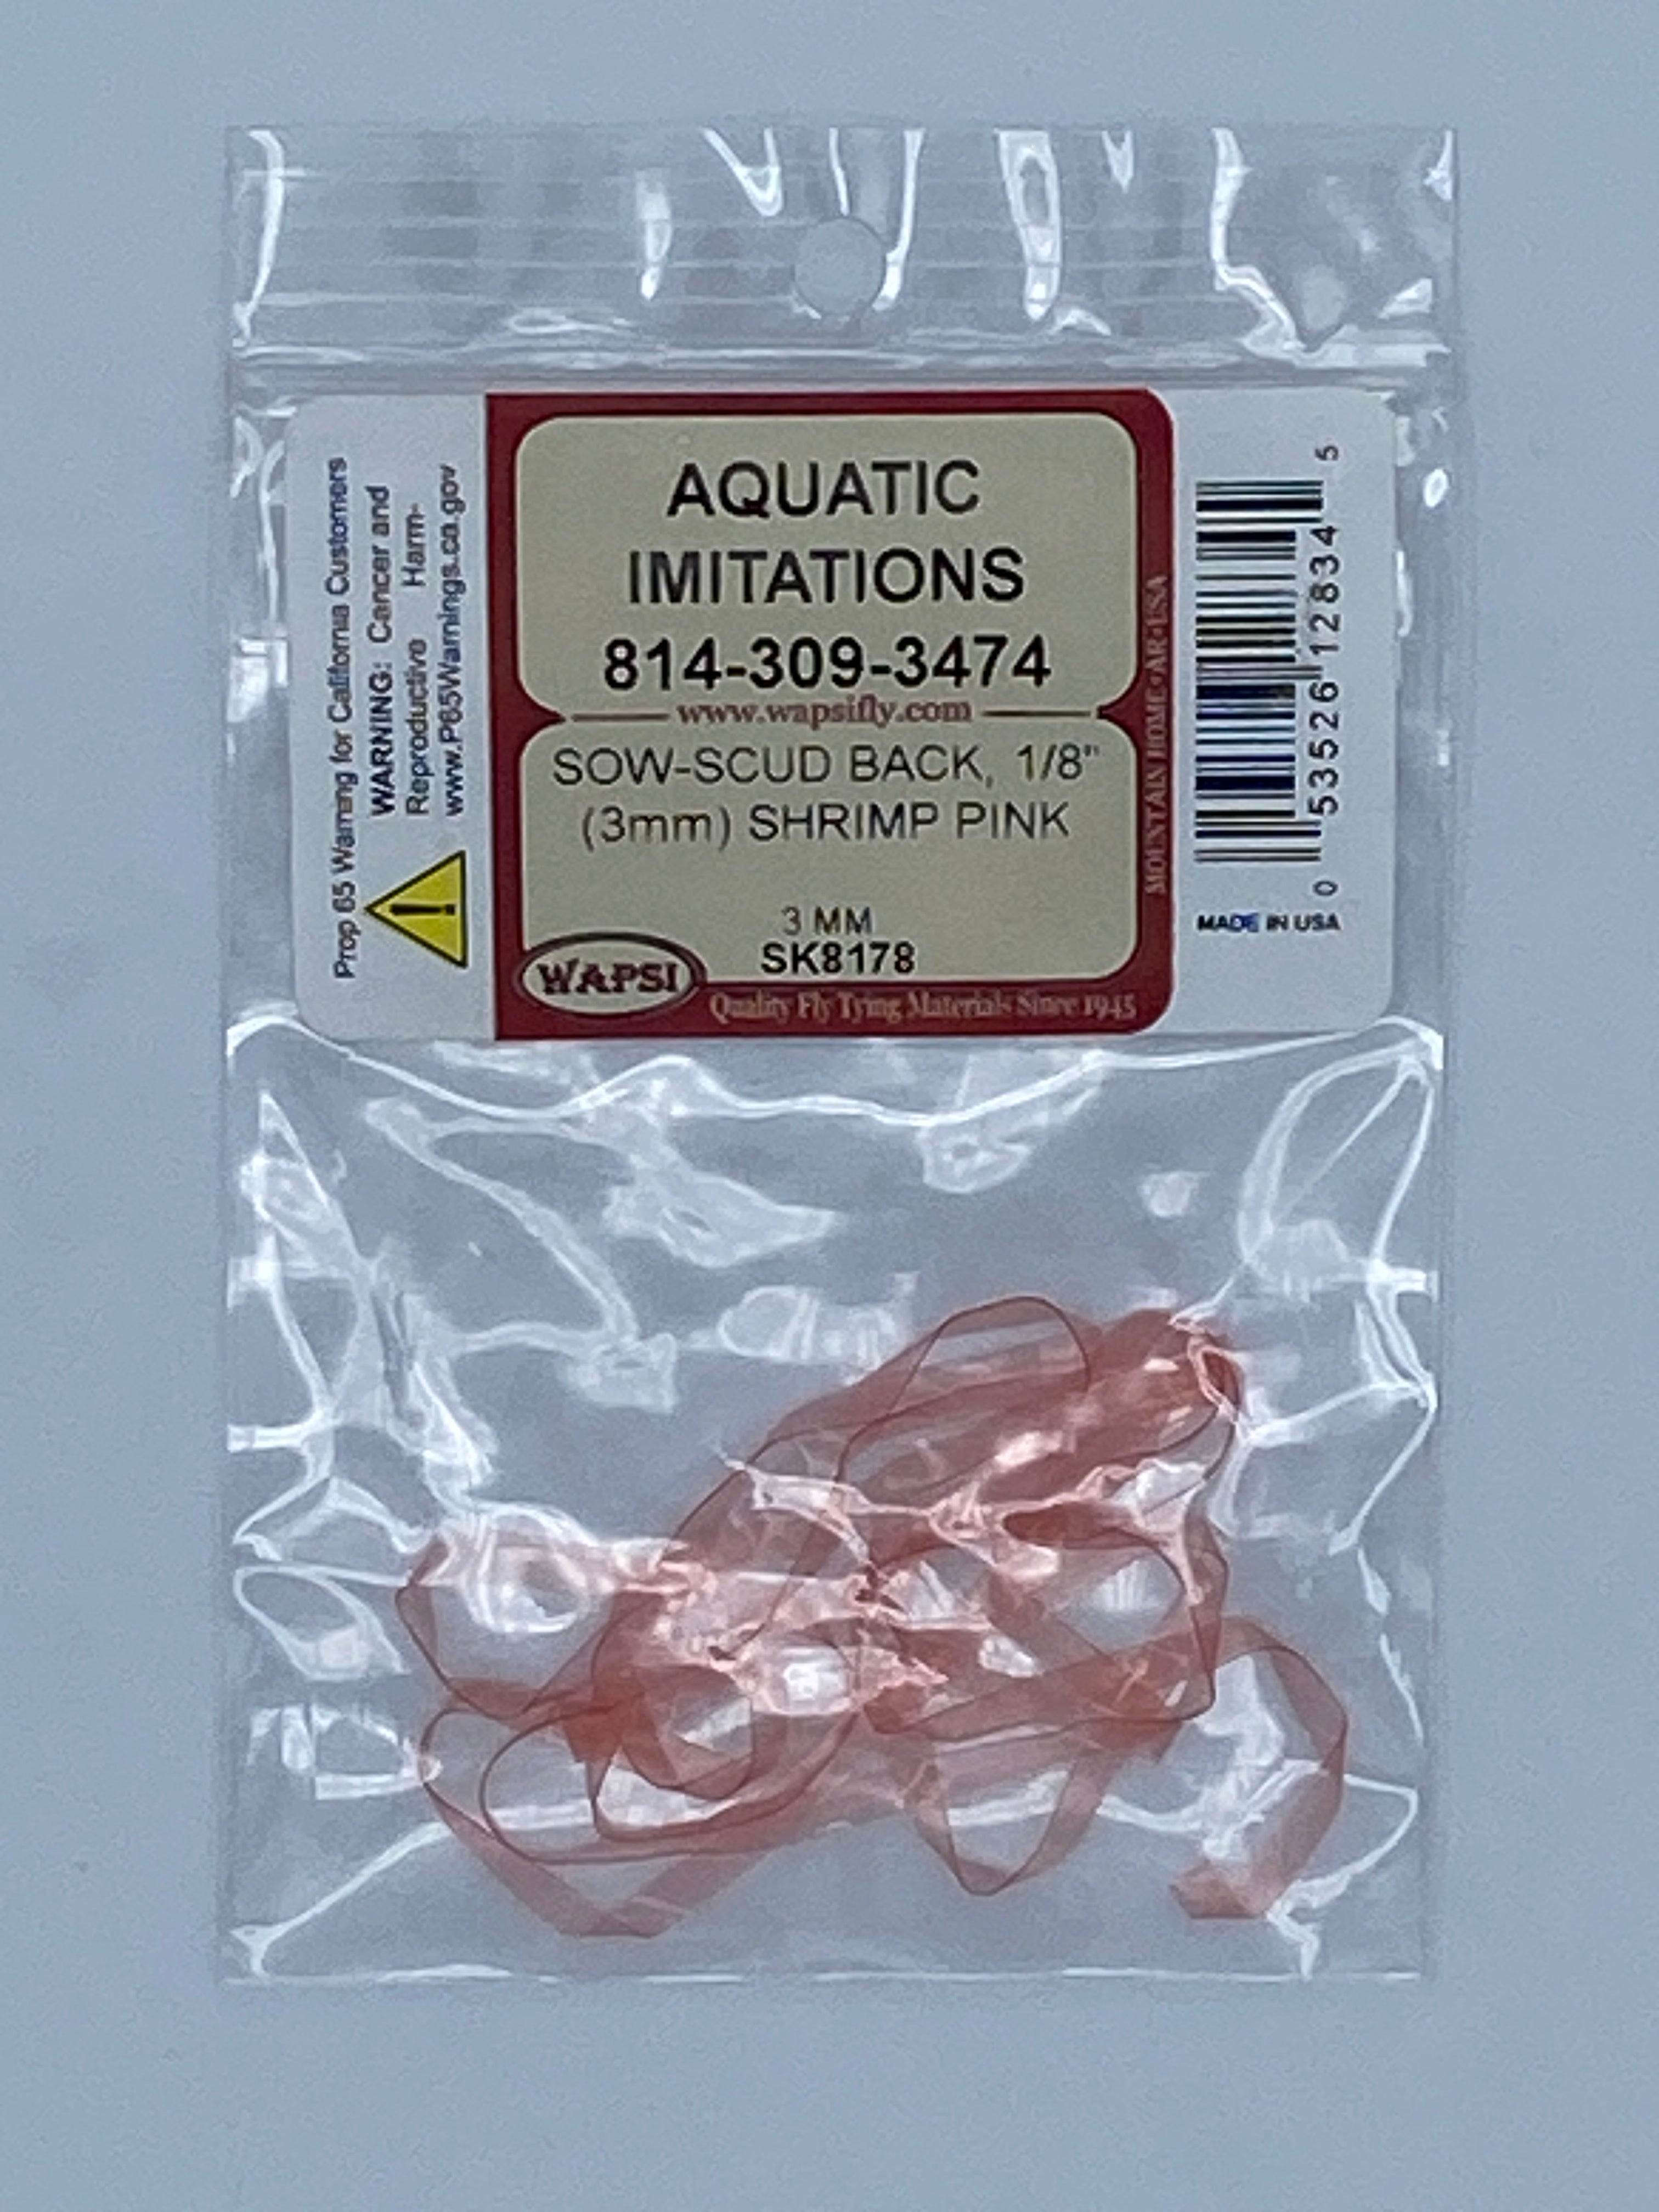 AQUATIC
IMITATIONS
814-309-3474
www.wapsifly.com
SOW-SCUD BACK, 1/8"
(3mm) SHRIMP PINK
3 MM
SK8178
WAPSI
Quality Fly Tying Materials Since 1945
MOUNTAIN HOME•AR•USA
Prop 65 Warning for California Customers
WARNING: Cancer and
Reproductive Harm-
www.P65Warnings.ca.gov
0 53526 12834 5
MADE IN USA